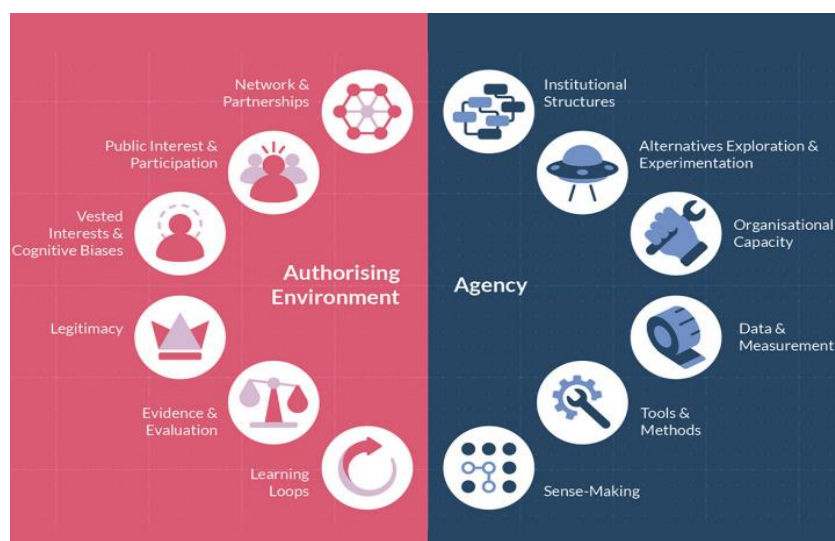 Network &
Partnerships
Public Interest &
Participation
Vested
Interests &
Cognitive Biases
Authorising
Environment
Legitimacy
Evidence &
Evaluation
Learning
Loops
Institutional
Structures
Alternatives Exploration &
Experimentation
Organisational
Capacity
Agency
Data &
Measurement
Tools &
Methods
Sense-Making